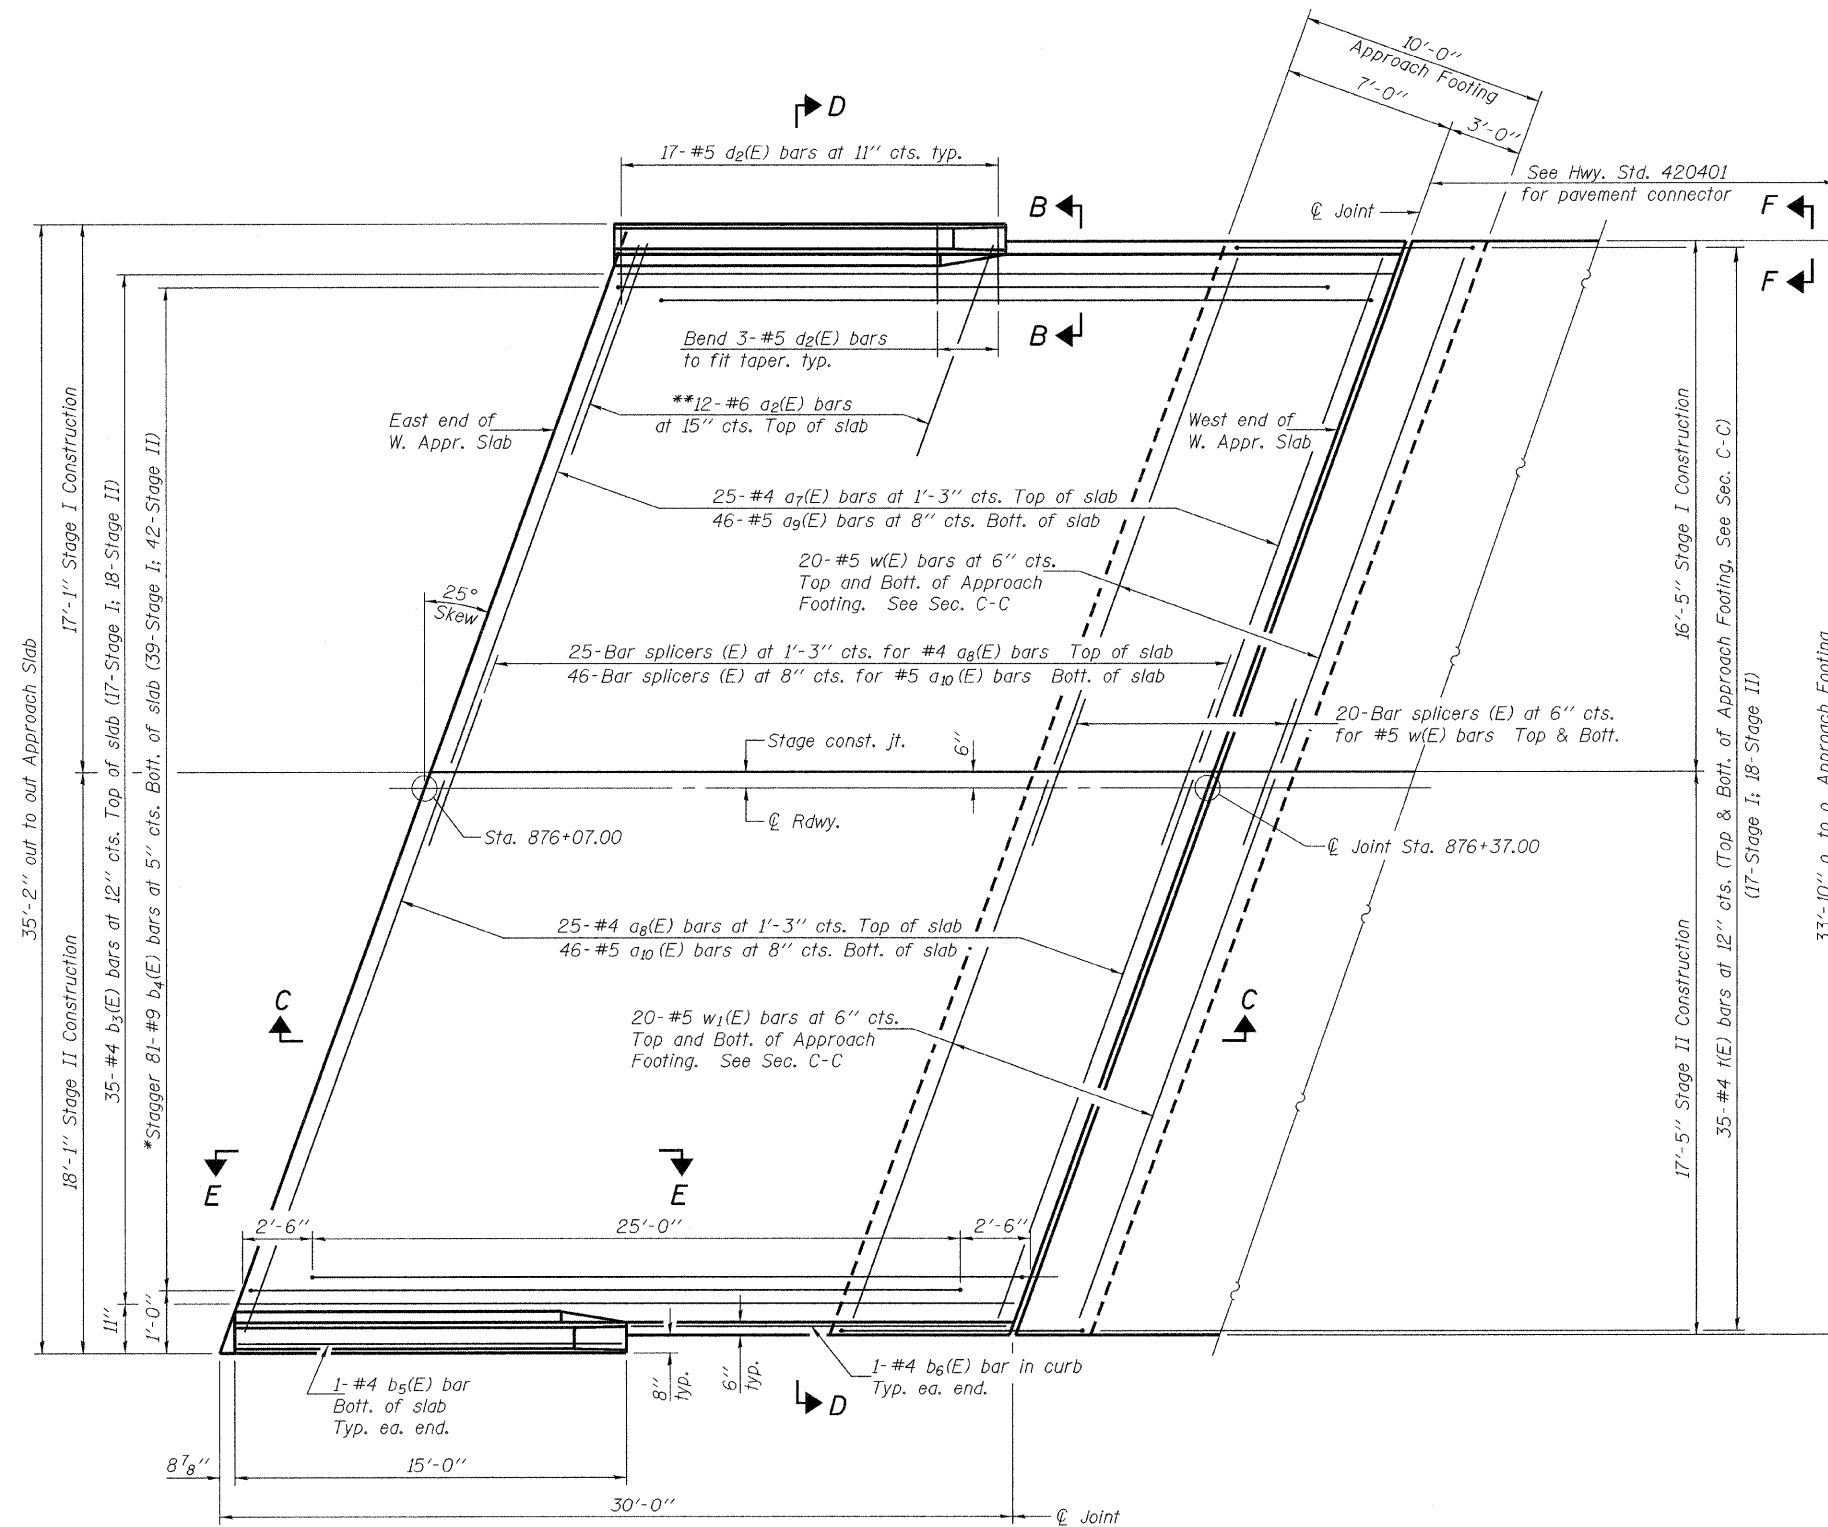 10'-0"
Approach Footing
7'-0"
3'-0"
D
17-#5 d2(E) bars at 11" cts. typ.
See Hwy. Std. 420401
for pavement connector
B
℄ Joint
F
F
B
Bend 3-#5 d2(E) bars
to fit taper. typ.
**12-#6 a2(E) bars
at 15" cts. Top of slab
East end of
W. Appr. Slab
West end of
W. Appr. Slab
25-#4 a7(E) bars at 1'-3" cts. Top of slab
46-#5 a9(E) bars at 8" cts. Bott. of slab
20-#5 w(E) bars at 6" cts.
Top and Bott. of Approach
Footing. See Sec. C-C
25°
Skew
25-Bar splicers (E) at 1'-3" cts. for #4 a8(E) bars Top of slab
46-Bar splicers (E) at 8" cts. for #5 a10(E) bars Bott. of slab
20-Bar splicers (E) at 6" cts.
for #5 w(E) bars Top & Bott.
Stage const. jt.
6"
℄ Rdwy.
Sta. 876+07.00
℄ Joint Sta. 876+37.00
25-#4 a8(E) bars at 1'-3" cts. Top of slab
46-#5 a10(E) bars at 8" cts. Bott. of slab
20-#5 w1(E) bars at 6" cts.
Top and Bott. of Approach
Footing. See Sec. C-C
C
C
E
E
2'-6"
25'-0"
2'-6"
35'-2" out to out Approach Slab
17'-1" Stage I Construction
18'-1" Stage II Construction
35-#4 b3(E) bars at 12" cts. Top of slab (17-Stage I; 18-Stage II)
*Stagger 81-#9 b4(E) bars at 5" cts. Bott. of slab (39-Stage I; 42-Stage II)
11"
1'-0"
16'-5" Stage I Construction
17'-5" Stage II Construction
35-#4 t(E) bars at 12" cts. (Top & Bott. of Approach Footing, See Sec. C-C)
(17-Stage I; 18-Stage II)
33'-10" o. to o. Approach Footing
1-#4 b5(E) bar
Bott. of slab
Typ. ea. end.
8"
typ.
6"
typ.
D
1-#4 b6(E) bar in curb
Typ. ea. end.
8⅞"
15'-0"
30'-0"
℄ Joint